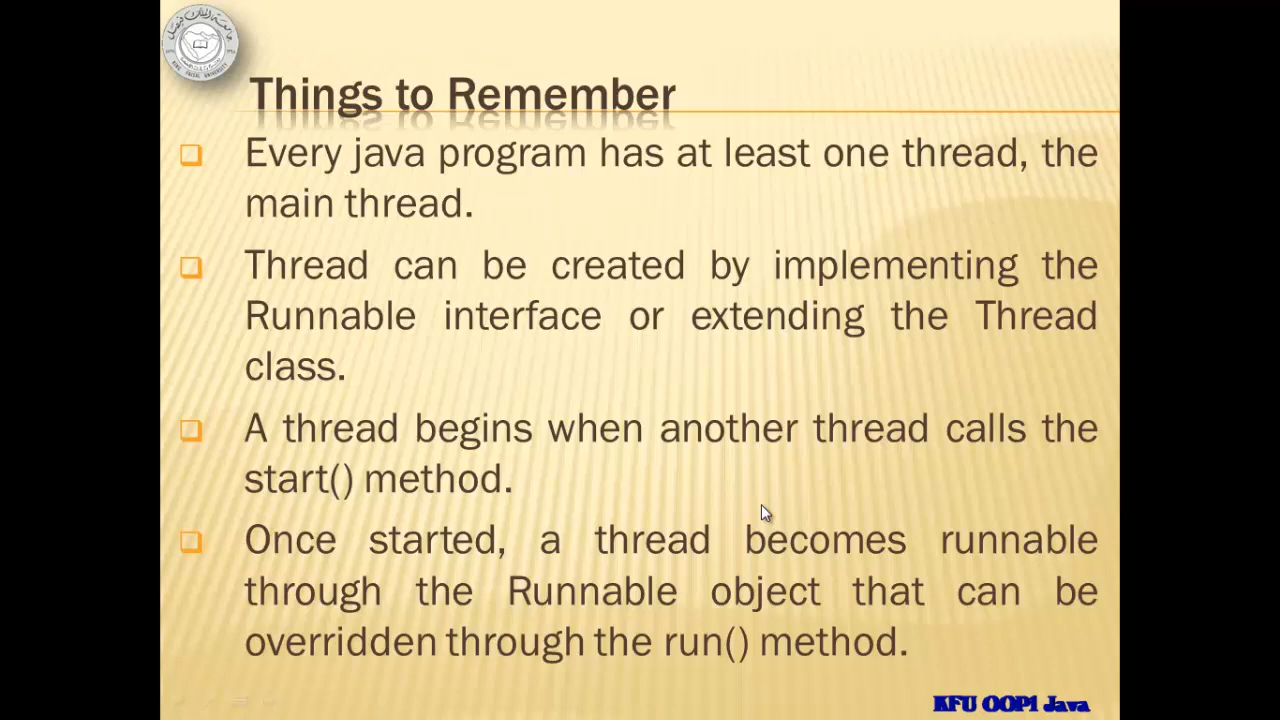 Things to Remember
Every java program has at least one thread, the
main thread.
Thread can be created by implementing the
Runnable interface or extending the Thread
class.
A thread begins when another thread calls the
start() method.
Once started, a thread becomes runnable
through the Runnable object that can be
overridden through the run() method.
KFU OOP1 Java